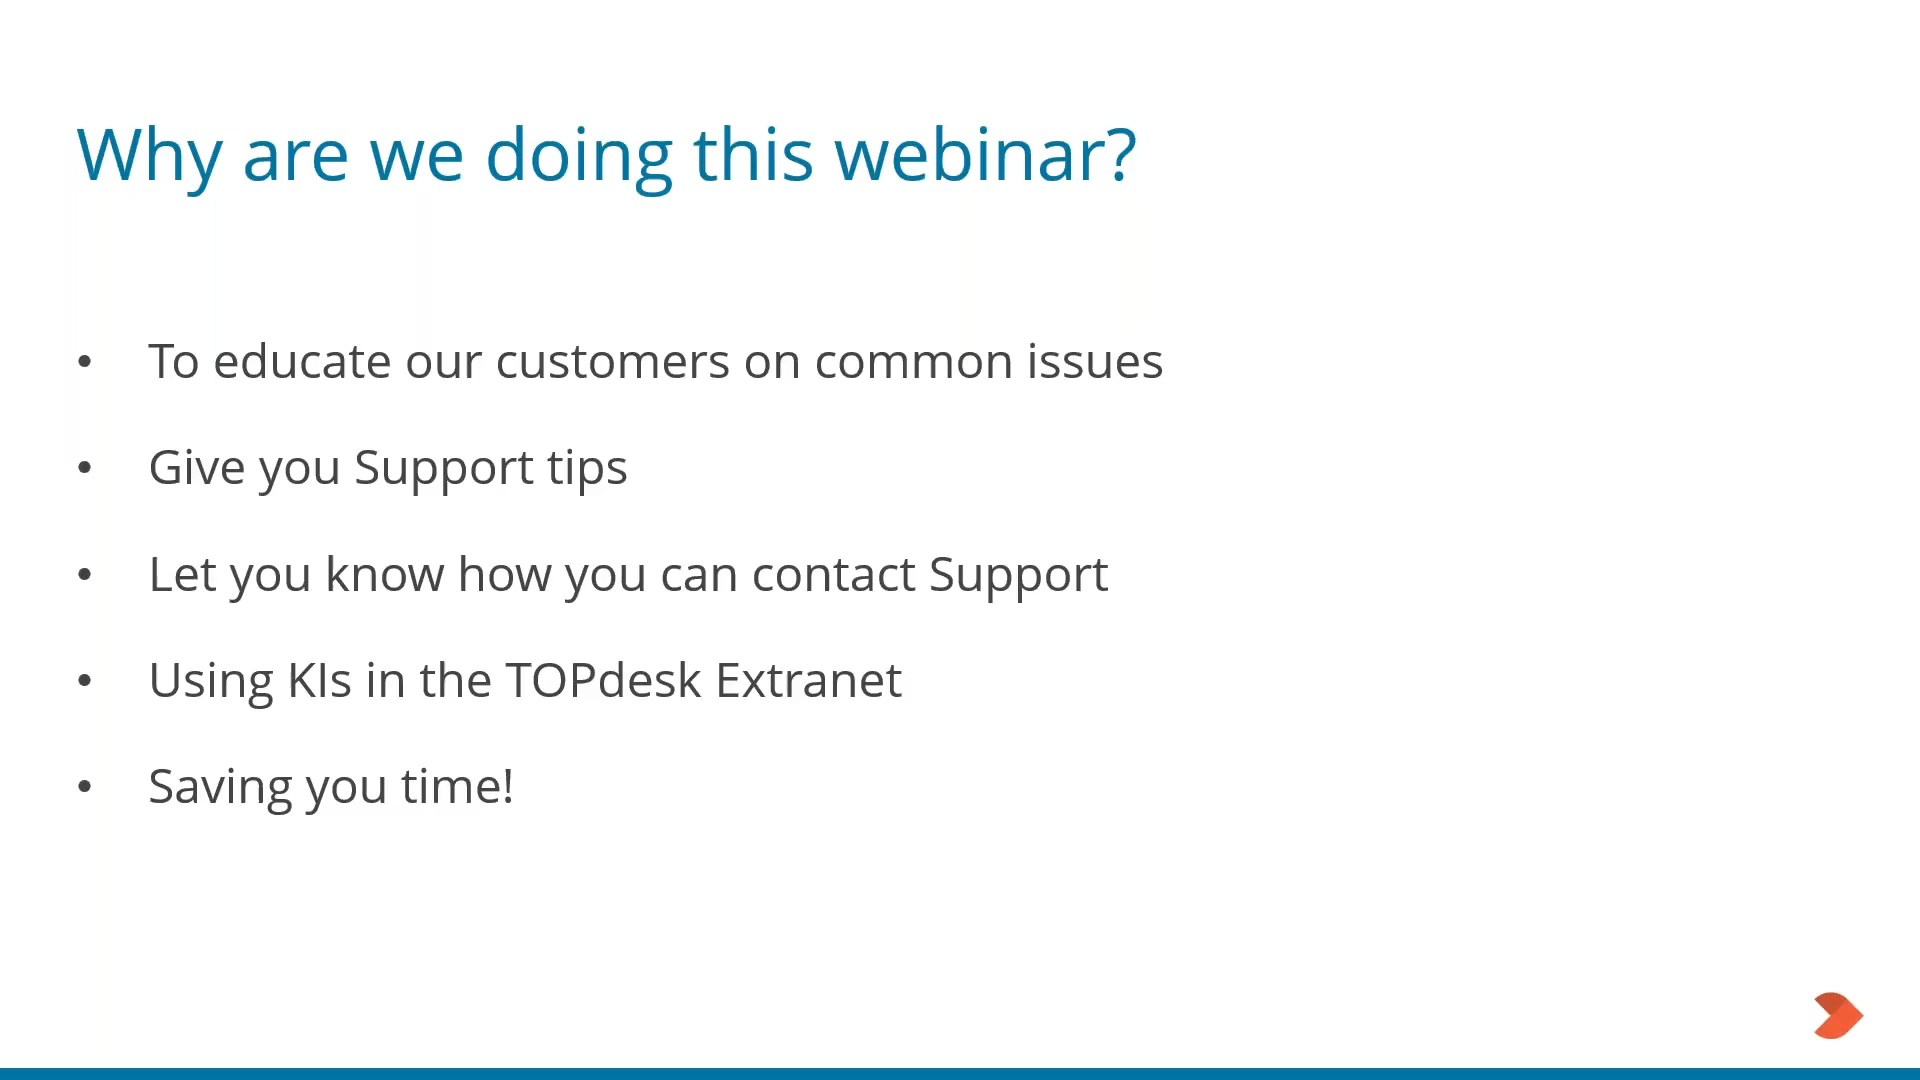 Why are we doing this webinar?
• To educate our customers on common issues
• Give you Support tips
• Let you know how you can contact Support
• Using KIs in the TOPdesk Extranet
• Saving you time!